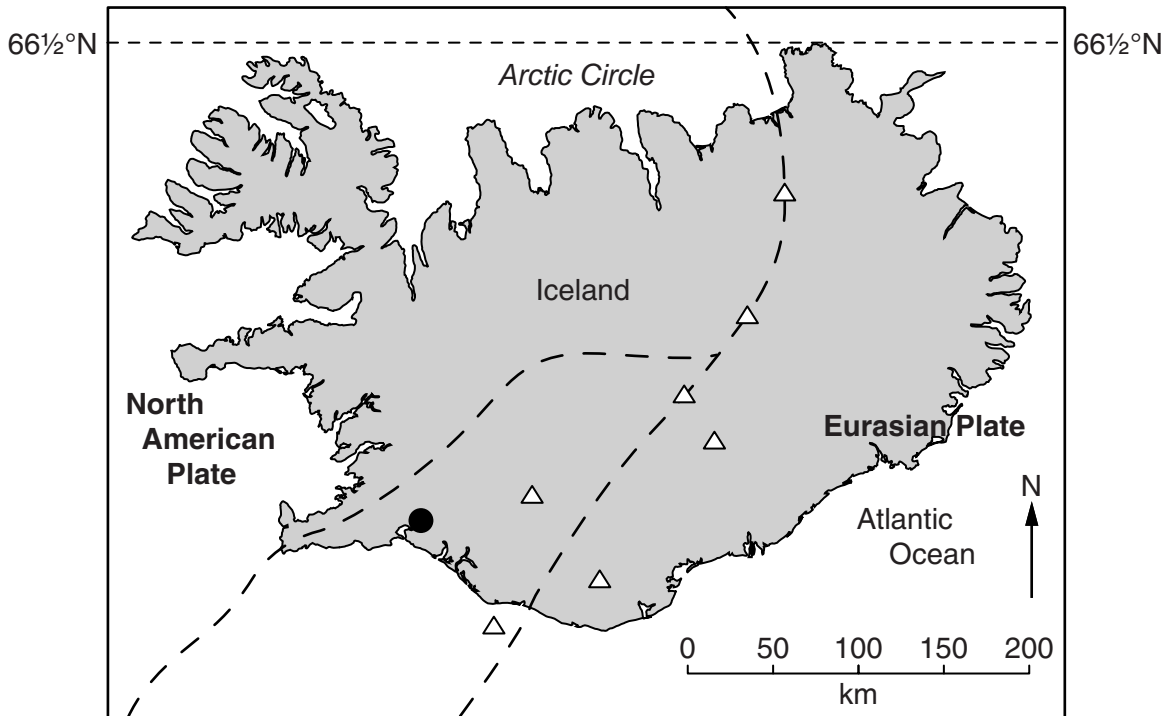 66½°N
66½°N
Arctic Circle
Iceland
North
American
Plate
Eurasian Plate
N
Atlantic
Ocean
0 50 100 150 200
km